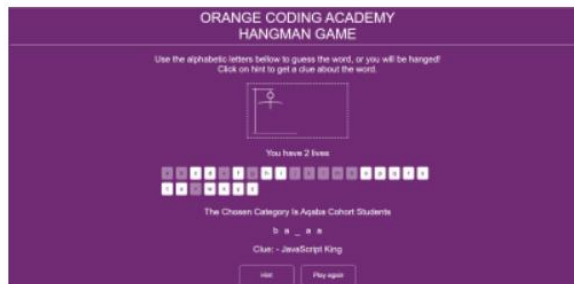 ORANGE CODING ACADEMY
HANGMAN GAME
Use the alphabetic letters bellow to guess the word, or you will be hanged!
Click on hint to get a clue about the word.
You have 2 lives
The Chosen Category Is Aqaba Cohort Students
b a _ a a
Clue: - JavaScript King
Hint Play again